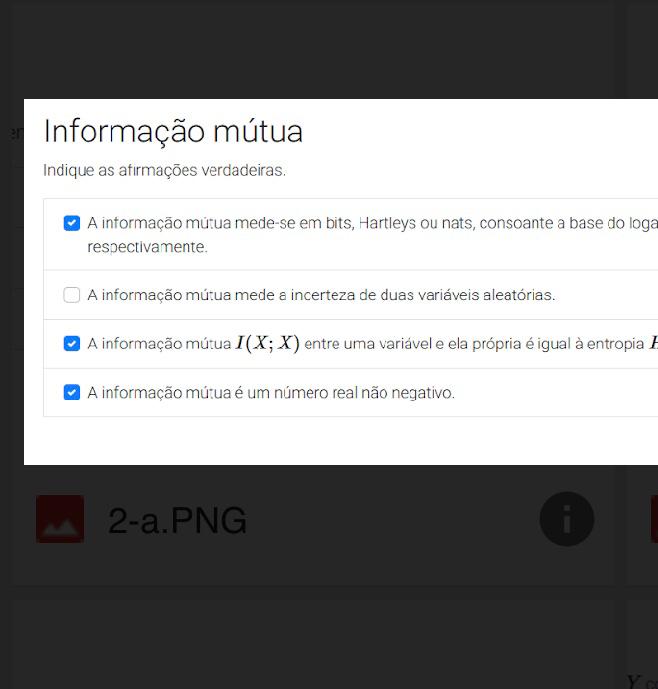 Informação mútua
Indique as afirmações verdadeiras.
A informação mútua mede-se em bits, Hartleys ou nats, consoante a base do
respectivamente.
A informação mútua mede a incerteza de duas variáveis aleatórias.
A informação mútua I(X; X) entre uma variável e ela própria é igual à entropia
A informação mútua é um número real não negativo.
2-a.PNG
Y